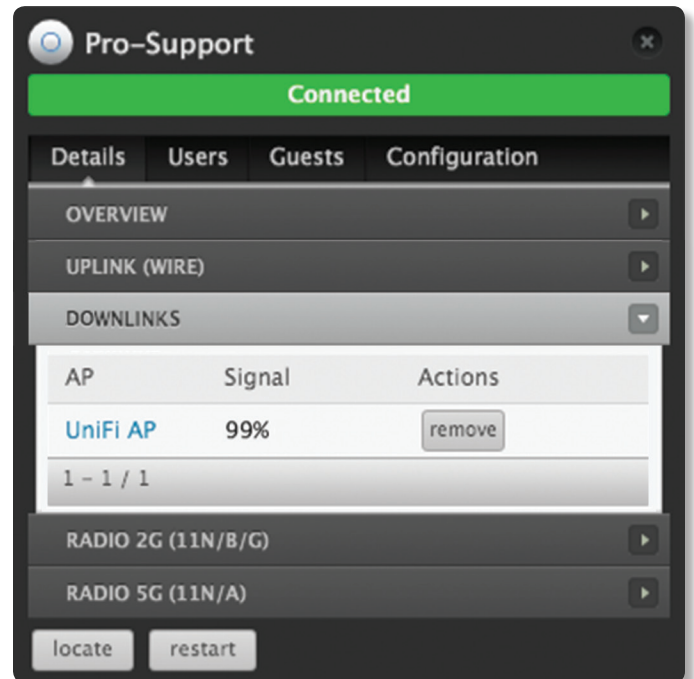 Pro-Support
Connected
Details Users Guests Configuration
OVERVIEW
UPLINK (WIRE)
DOWNLINKS
AP Signal Actions
UniFi AP 99% remove
1 - 1 / 1
RADIO 2G (11N/B/G)
RADIO 5G (11N/A)
locate restart